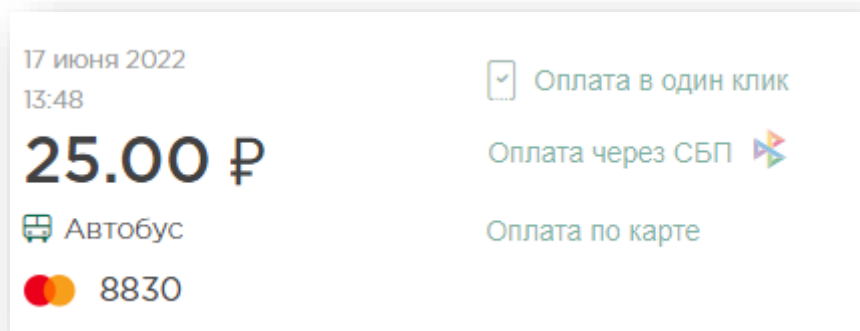 17 июня 2022
13:48
25.00 ₽
Автобус
8830
Оплата в один клик
Оплата через СБП
Оплата по карте